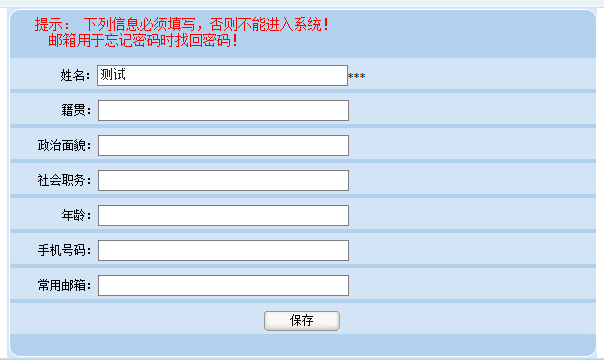 提示： 下列信息必须填写，否则不能进入系统！
邮箱用于忘记密码时找回密码！
姓名： 测试 ***
籍贯：
政治面貌：
社会职务：
年龄：
手机号码：
常用邮箱：
保存